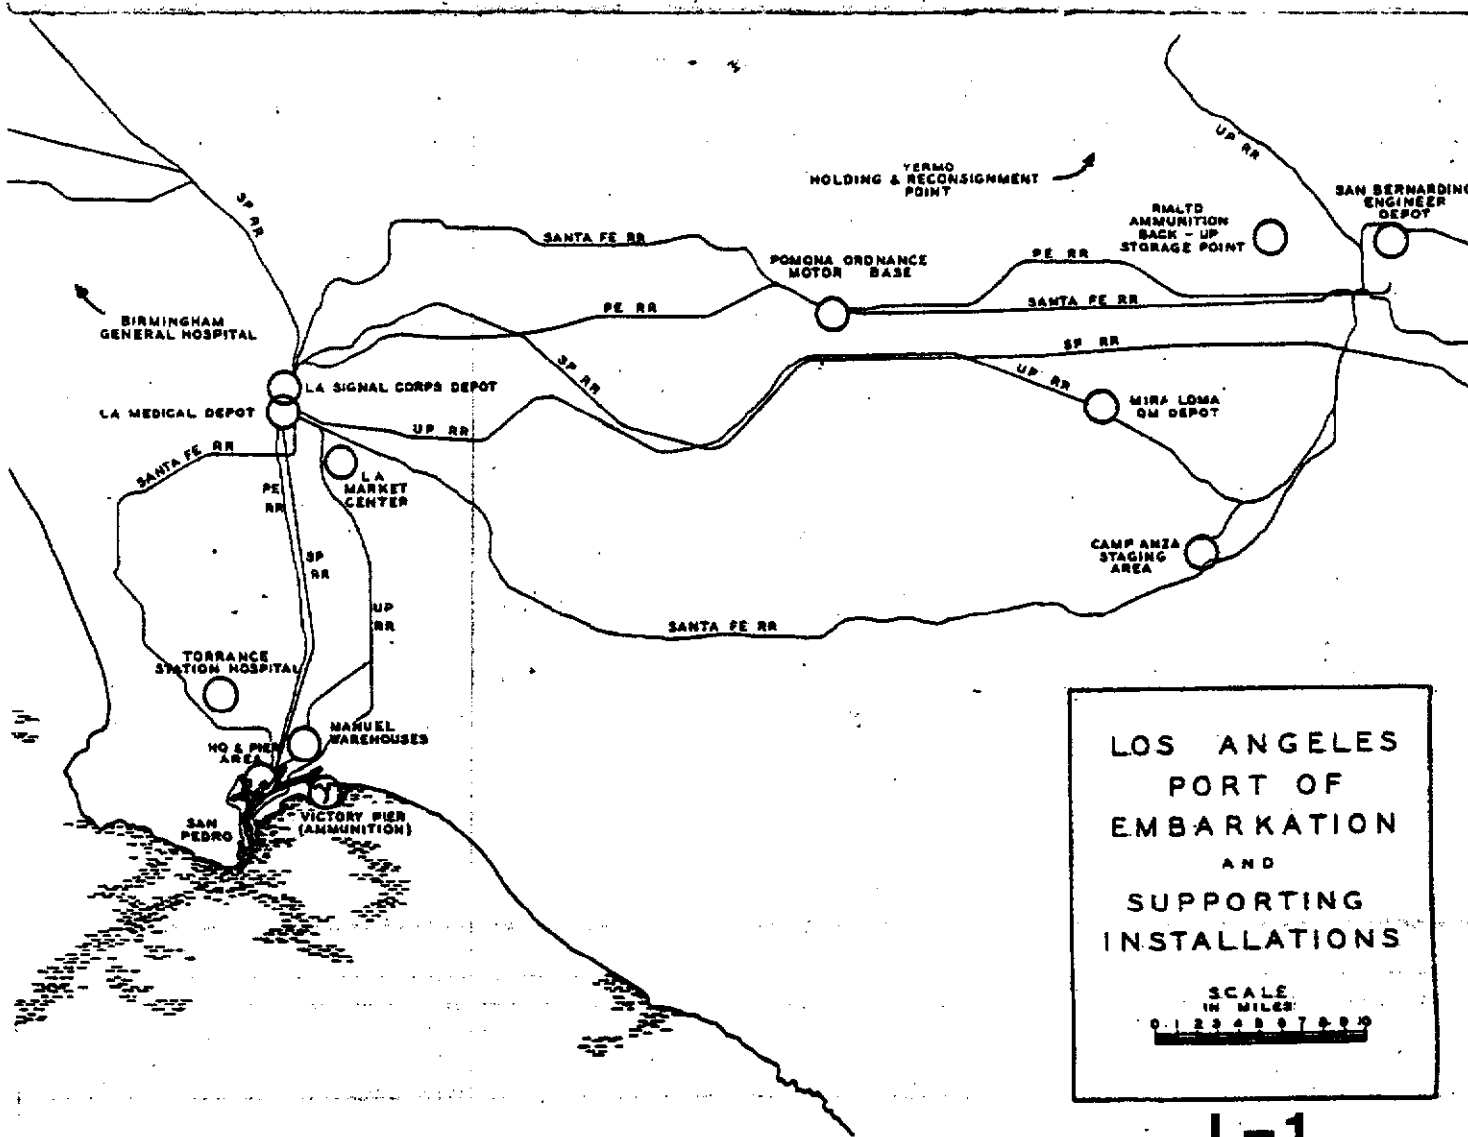 UP RR
YERMO
HOLDING & RECONSIGNMENT
POINT
SAN BERNARDINO
ENGINEER
DEPOT
SP RR
RIALTO
AMMUNITION
BACK - UP
STORAGE POINT
SANTA FE RR
POMONA ORDNANCE
MOTOR BASE
PE RR
SANTA FE RR
PE RR
BIRMINGHAM
GENERAL HOSPITAL
SP RR
SP RR
UP RR
LA SIGNAL CORPS DEPOT
LA MEDICAL DEPOT
MIRA LOMA
QM DEPOT
UP RR
SANTA FE RR
L A
MARKET
CENTER
PE
RR
SP
RR
CAMP ANZA
STAGING
AREA
UP
RR
SANTA FE RR
TORRANCE
STATION HOSPITAL
MANUEL
WAREHOUSES
HQ & PIER
AREA
SAN
PEDRO
VICTORY PIER
(AMMUNITION)
LOS ANGELES
PORT OF
EMBARKATION
AND
SUPPORTING
INSTALLATIONS
SCALE
IN MILES
0 1 2 3 4 5 6 7 8 9 10
I-1